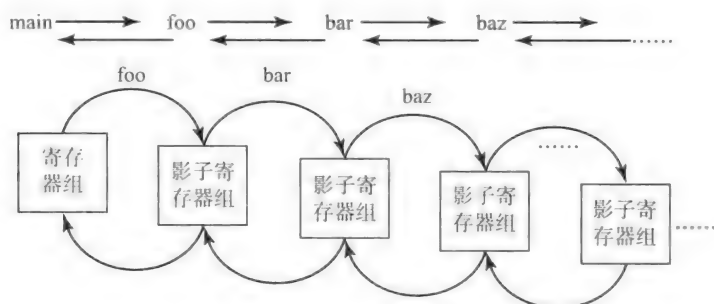 main foo bar baz ……
foo
bar
baz
……
寄存
器组
影子寄
存器组
影子寄
存器组
影子寄
存器组
影子寄
存器组
……